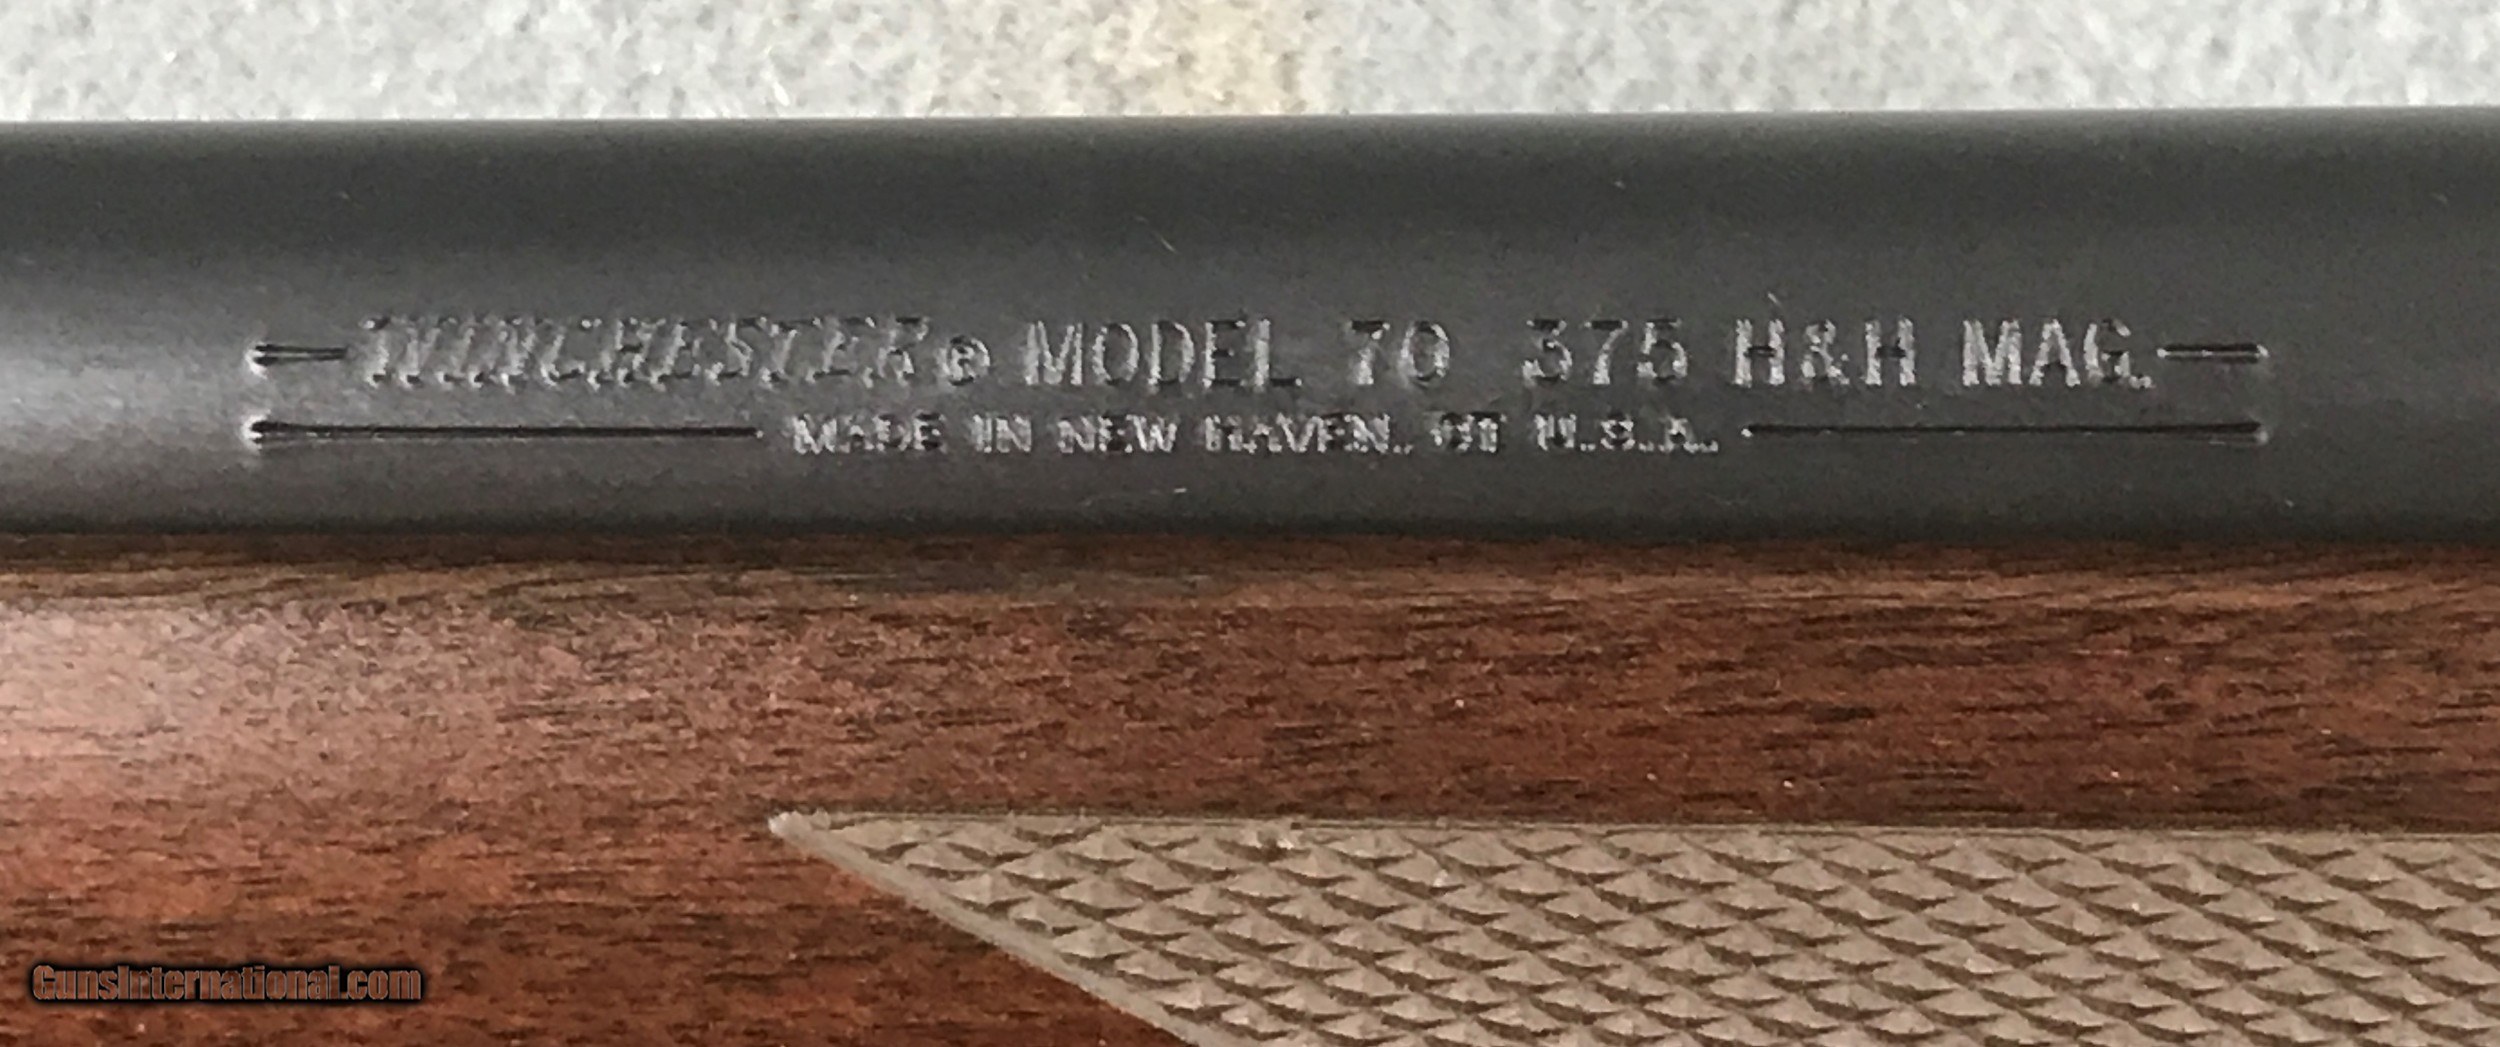 WINCHESTER® MODEL 70 375 H&H MAG.
MADE IN NEW HAVEN, CT U.S.A.
GunsInternational.com